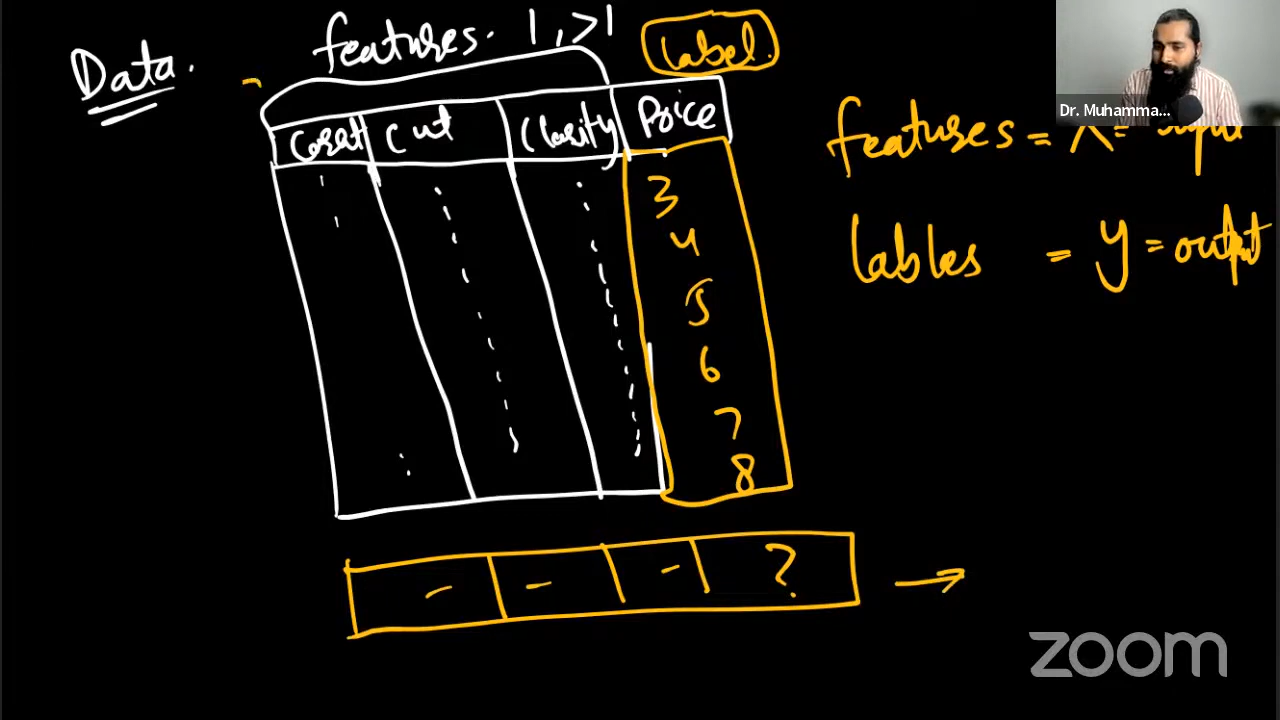 features. 1, >1
label.
Data.
Carat Cut Clarity Price
3
4
5
6
7
8
- - - ?
features = X = input
lables = y = output
Dr. Muhamma...
zoom